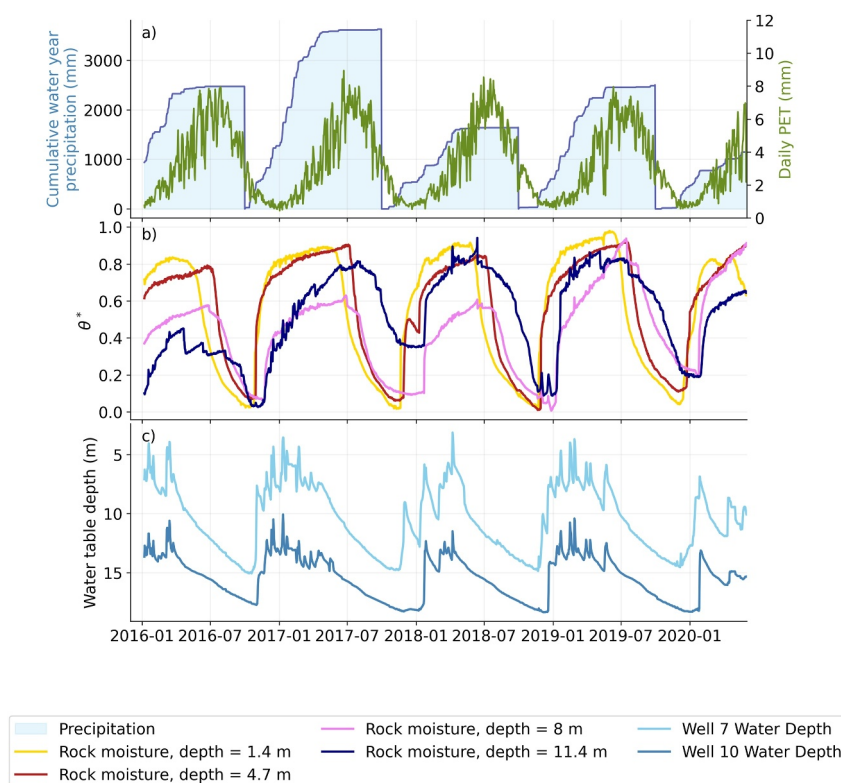 a)
Cumulative water year
precipitation (mm)
3000
2000
1000
0
12
10
8
6
4
2
0
Daily PET (mm)
b)
θ*
1.0
0.8
0.6
0.4
0.2
0.0
c)
Water table depth (m)
5
10
15
2016-01 2016-07 2017-01 2017-07 2018-01 2018-07 2019-01 2019-07 2020-01
Precipitation
Rock moisture, depth = 1.4 m
Rock moisture, depth = 4.7 m
Rock moisture, depth = 8 m
Rock moisture, depth = 11.4 m
Well 7 Water Depth
Well 10 Water Depth